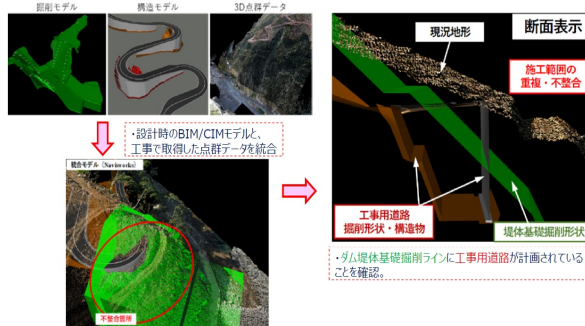 掘削モデル
構造モデル
3D点群データ
・設計時のBIM/CIMモデルと、
工事で取得した点群データを統合
統合モデル（Navisworks）
不整合箇所
断面表示
現況地形
施工範囲の
重複・不整合
工事用道路
掘削形状・構造物
堤体基礎掘削形状
・ダム堤体基礎掘削ラインに工事用道路が計画されている
ことを確認。